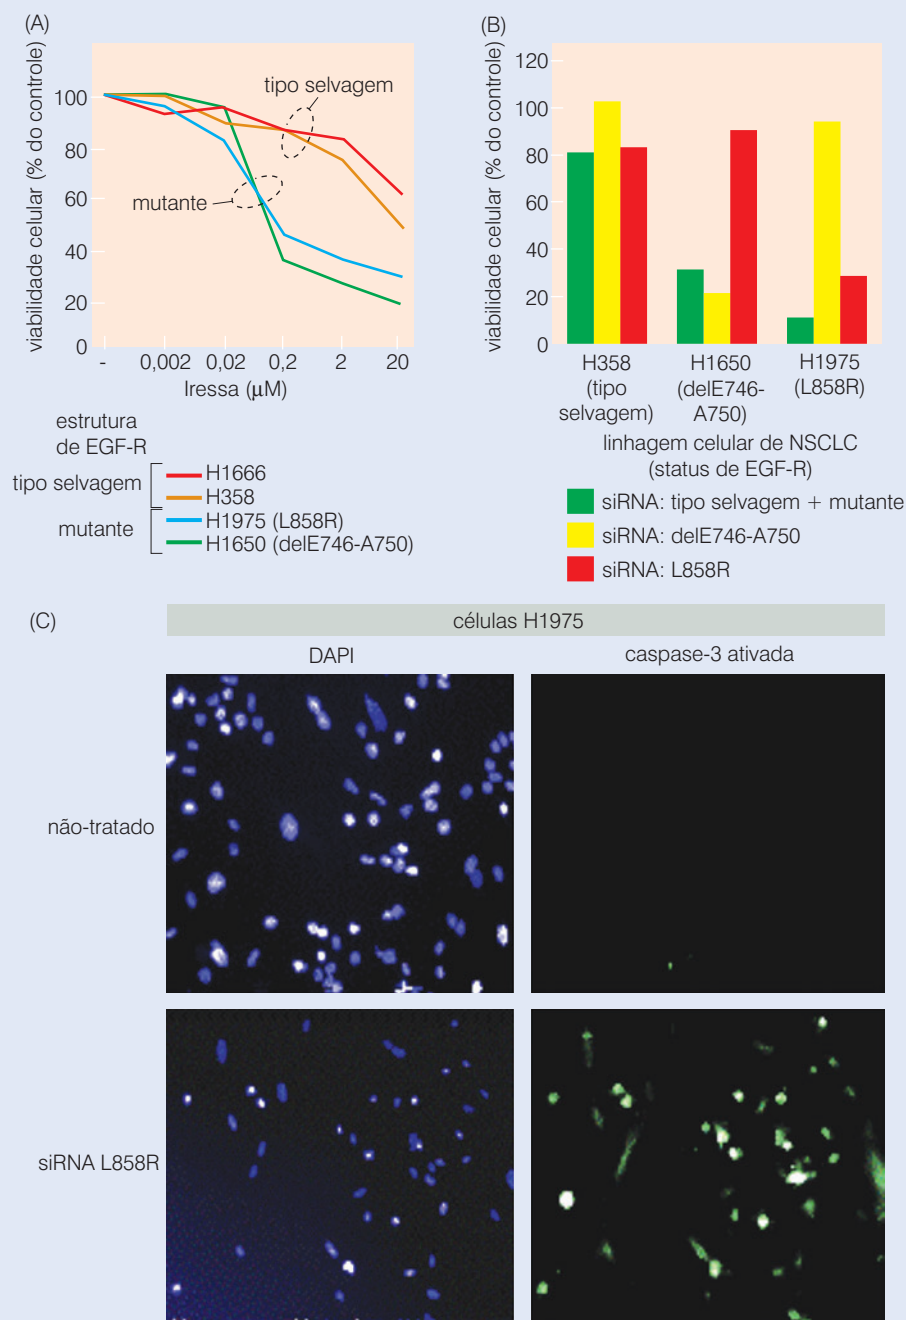 (A)
viabilidade celular (% do controle)
100
80
60
40
20
0
tipo selvagem
mutante
- 0,002 0,02 0,2 2 20
Iressa (μM)
estrutura
de EGF-R
tipo selvagem
H1666
H358
mutante
H1975 (L858R)
H1650 (delE746-A750)
(B)
viabilidade celular (% do controle)
120
100
80
60
40
20
0
H358
(tipo
selvagem)
H1650
(delE746-
A750)
H1975
(L858R)
linhagem celular de NSCLC
(status de EGF-R)
siRNA: tipo selvagem + mutante
siRNA: delE746-A750
siRNA: L858R
(C)
células H1975
DAPI
caspase-3 ativada
não-tratado
siRNA L858R